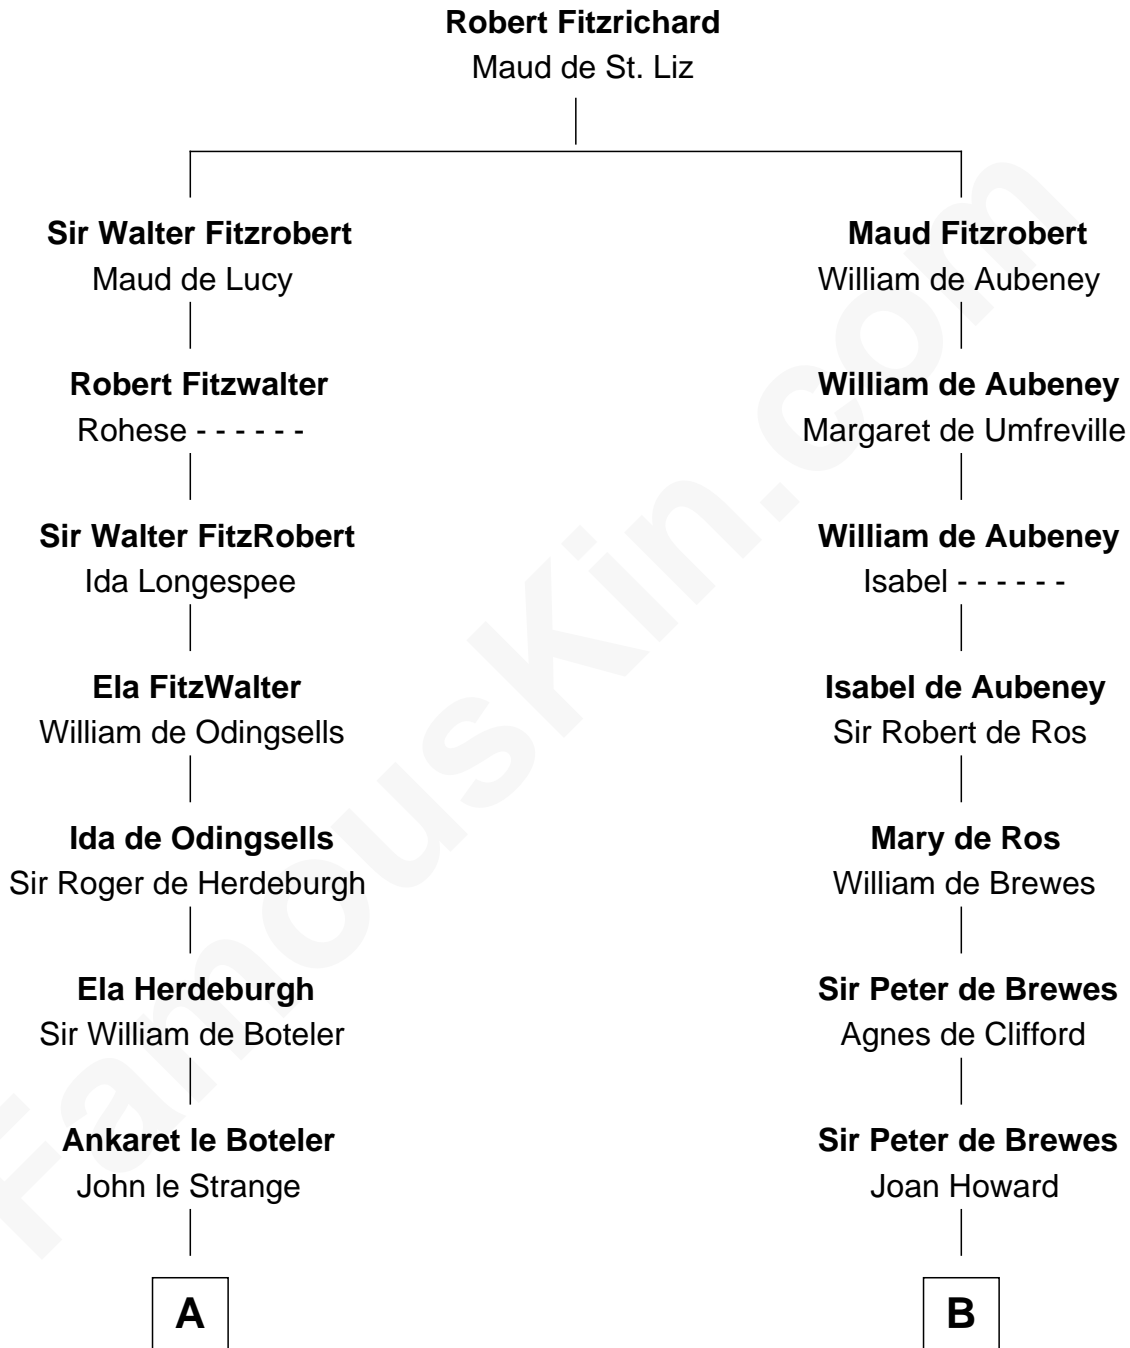 Robert Fitzrichard
Maud de St. Liz
Sir Walter Fitzrobert
Maud de Lucy
Maud Fitzrobert
William de Aubeney
Robert Fitzwalter
Rohese - - - - - -
William de Aubeney
Margaret de Umfreville
Sir Walter FitzRobert
Ida Longespee
William de Aubeney
Isabel - - - - - -
Ela FitzWalter
William de Odingsells
Isabel de Aubeney
Sir Robert de Ros
Ida de Odingsells
Sir Roger de Herdeburgh
Mary de Ros
William de Brewes
Ela Herdeburgh
Sir William de Boteler
Sir Peter de Brewes
Agnes de Clifford
Ankaret le Boteler
John le Strange
Sir Peter de Brewes
Joan Howard
A
B
FamousKin.com